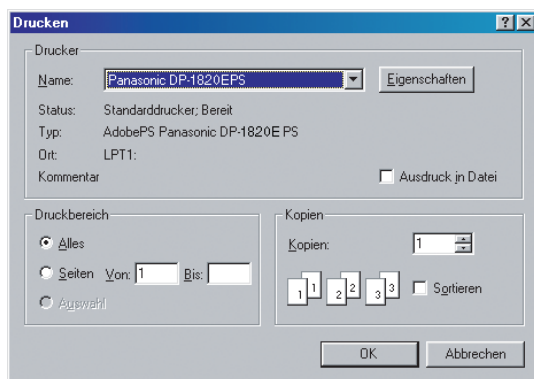 Drucken
Drucker
Name: Panasonic DP-1820EPS Eigenschaften
Status: Standarddrucker; Bereit
Typ: AdobePS Panasonic DP-1820E PS
Ort: LPT1:
Kommentar Ausdruck in Datei
Druckbereich
Alles
Seiten Von: 1 Bis:
Auswahl
Kopien
Kopien: 1
1 1 2 2 3 3 Sortieren
OK Abbrechen